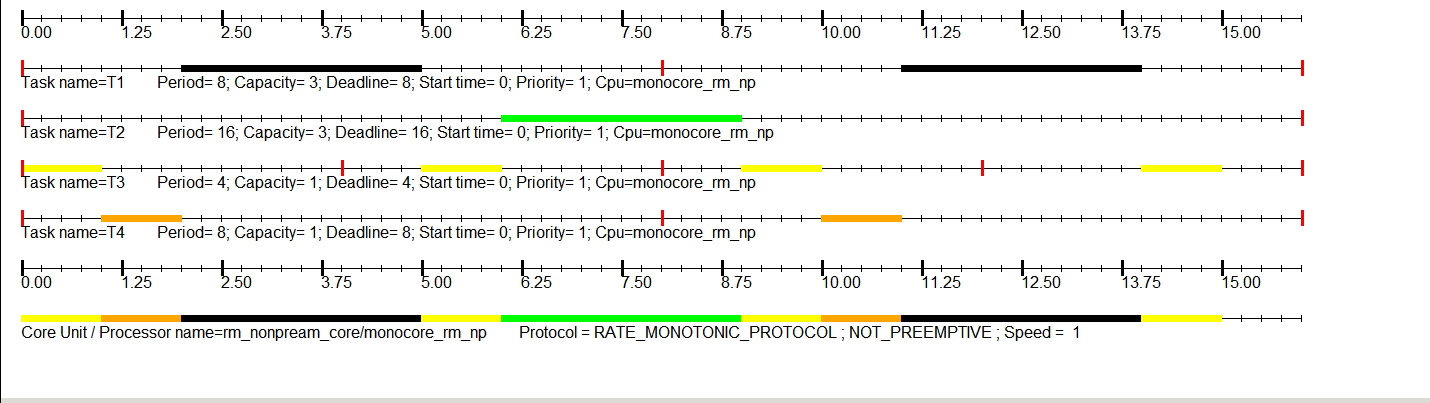 0.00 1.25 2.50 3.75 5.00 6.25 7.50 8.75 10.00 11.25 12.50 13.75 15.00
Task name=T1 Period= 8; Capacity= 3; Deadline= 8; Start time= 0; Priority= 1; Cpu=monocore_rm_np
Task name=T2 Period= 16; Capacity= 3; Deadline= 16; Start time= 0; Priority= 1; Cpu=monocore_rm_np
Task name=T3 Period= 4; Capacity= 1; Deadline= 4; Start time= 0; Priority= 1; Cpu=monocore_rm_np
Task name=T4 Period= 8; Capacity= 1; Deadline= 8; Start time= 0; Priority= 1; Cpu=monocore_rm_np
0.00 1.25 2.50 3.75 5.00 6.25 7.50 8.75 10.00 11.25 12.50 13.75 15.00
Core Unit / Processor name=rm_nonpream_core/monocore_rm_np Protocol = RATE_MONOTONIC_PROTOCOL ; NOT_PREEMPTIVE ; Speed = 1